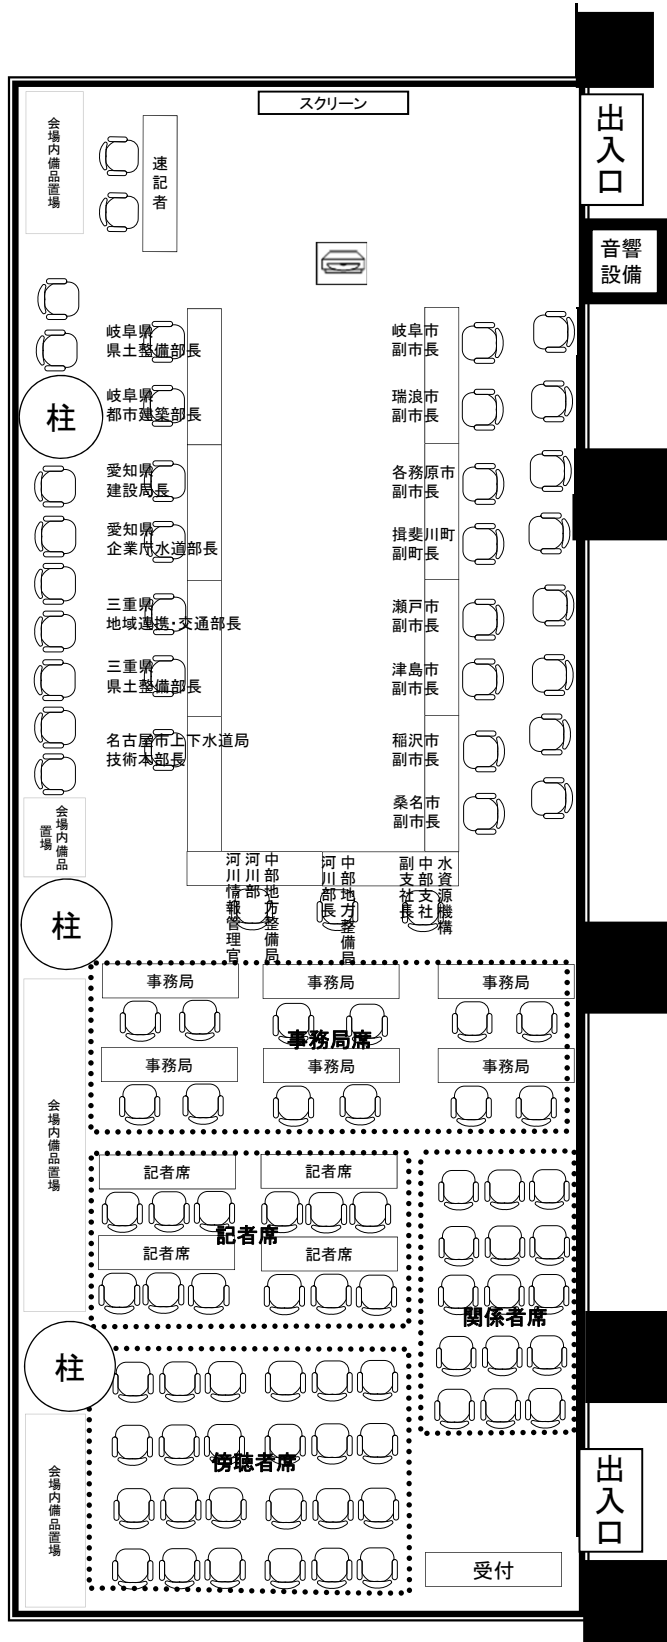 スクリーン
出入口
会場内備品置場
速記者
音響
設備
岐阜県
県土整備部長
岐阜市
副市長
柱
岐阜県
都市建築部長
瑞浪市
副市長
愛知県
建設局長
各務原市
副市長
愛知県
企業庁水道部長
揖斐川町
副町長
三重県
地域連携・交通部長
瀬戸市
副市長
三重県
県土整備部長
津島市
副市長
名古屋市上下水道局
技術本部長
稲沢市
副市長
桑名市
副市長
会場内備品
置場
中部地方整備局
河川部
河川情報管理官
中部地方整備局
河川部長
水資源機構
中部支社
副支社長
柱
事務局
事務局
事務局
事務局席
事務局
事務局
事務局
会場内備品置場
記者席
記者席
記者席
記者席
記者席
関係者席
柱
傍聴者席
会場内備品置場
出入口
受付